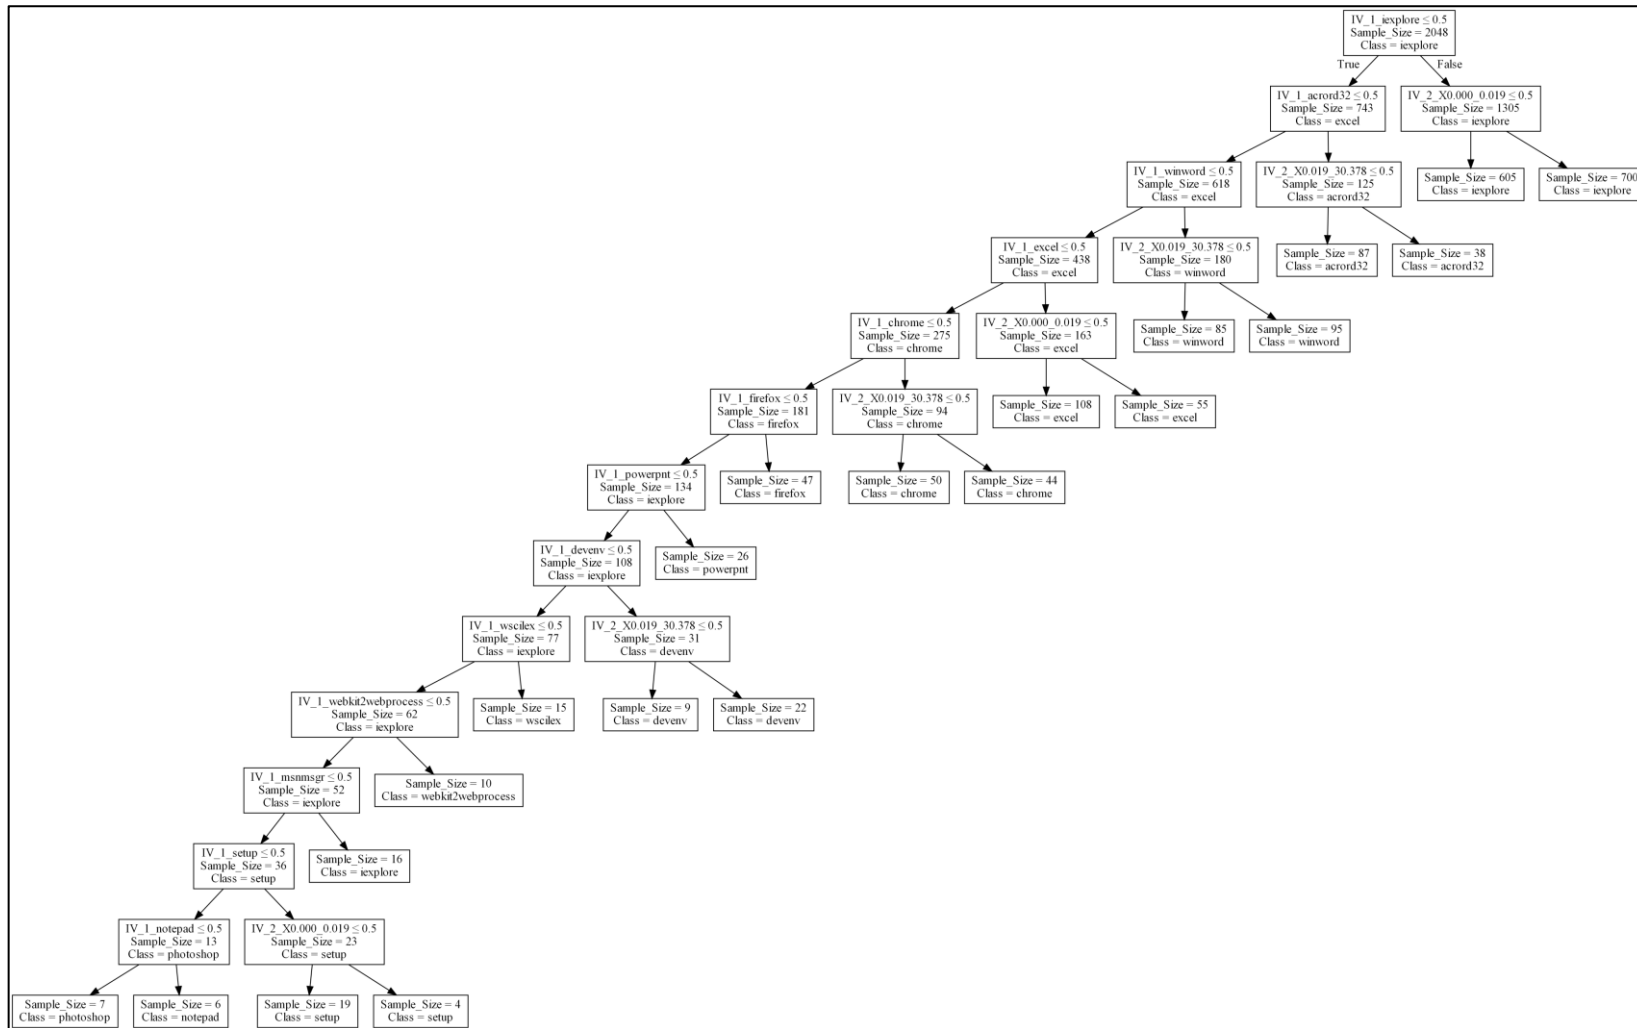 IV_1_iexplore ≤ 0.5
Sample_Size = 2048
Class = iexplore
True
False
IV_1_acrord32 ≤ 0.5
Sample_Size = 743
Class = excel
IV_2_X0.000_0.019 ≤ 0.5
Sample_Size = 1305
Class = iexplore
IV_1_winword ≤ 0.5
Sample_Size = 618
Class = excel
IV_2_X0.019_30.378 ≤ 0.5
Sample_Size = 125
Class = acrord32
Sample_Size = 605
Class = iexplore
Sample_Size = 700
Class = iexplore
IV_1_excel ≤ 0.5
Sample_Size = 438
Class = excel
IV_2_X0.019_30.378 ≤ 0.5
Sample_Size = 180
Class = winword
Sample_Size = 87
Class = acrord32
Sample_Size = 38
Class = acrord32
IV_1_chrome ≤ 0.5
Sample_Size = 275
Class = chrome
IV_2_X0.000_0.019 ≤ 0.5
Sample_Size = 163
Class = excel
Sample_Size = 85
Class = winword
Sample_Size = 95
Class = winword
IV_1_firefox ≤ 0.5
Sample_Size = 181
Class = firefox
IV_2_X0.019_30.378 ≤ 0.5
Sample_Size = 94
Class = chrome
Sample_Size = 108
Class = excel
Sample_Size = 55
Class = excel
IV_1_powerpnt ≤ 0.5
Sample_Size = 134
Class = iexplore
Sample_Size = 47
Class = firefox
Sample_Size = 50
Class = chrome
Sample_Size = 44
Class = chrome
IV_1_devenv ≤ 0.5
Sample_Size = 108
Class = iexplore
Sample_Size = 26
Class = powerpnt
IV_1_wscilex ≤ 0.5
Sample_Size = 77
Class = iexplore
IV_2_X0.019_30.378 ≤ 0.5
Sample_Size = 31
Class = devenv
IV_1_webkit2webprocess ≤ 0.5
Sample_Size = 62
Class = iexplore
Sample_Size = 15
Class = wscilex
Sample_Size = 9
Class = devenv
Sample_Size = 22
Class = devenv
IV_1_msnmsgr ≤ 0.5
Sample_Size = 52
Class = iexplore
Sample_Size = 10
Class = webkit2webprocess
IV_1_setup ≤ 0.5
Sample_Size = 36
Class = setup
Sample_Size = 16
Class = iexplore
IV_1_notepad ≤ 0.5
Sample_Size = 13
Class = photoshop
IV_2_X0.000_0.019 ≤ 0.5
Sample_Size = 23
Class = setup
Sample_Size = 7
Class = photoshop
Sample_Size = 6
Class = notepad
Sample_Size = 19
Class = setup
Sample_Size = 4
Class = setup